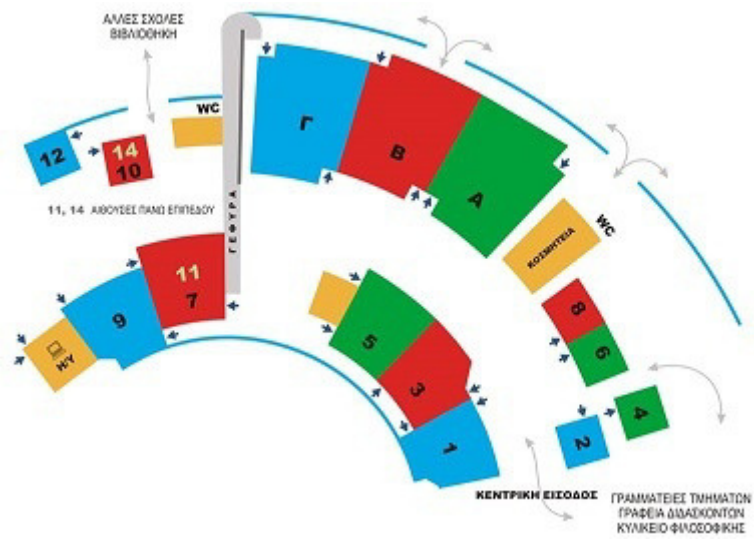 ΑΛΛΕΣ ΣΧΟΛΕΣ
ΒΙΒΛΙΟΘΗΚΗ
WC
12
14
10
11, 14 ΑΙΘΟΥΣΕΣ ΠΑΝΩ ΕΠΙΠΕΔΟΥ
ΓΕΦΥΡΑ
Γ
Β
Α
ΚΟΣΜΗΤΕΙΑ
WC
11
7
9
Η/Υ
5
3
1
8
6
4
2
ΚΕΝΤΡΙΚΗ ΕΙΣΟΔΟΣ
ΓΡΑΜΜΑΤΕΙΕΣ ΤΜΗΜΑΤΩΝ
ΓΡΑΦΕΙΑ ΔΙΔΑΣΚΟΝΤΩΝ
ΚΥΛΙΚΕΙΟ ΦΙΛΟΣΟΦΙΚΗΣ